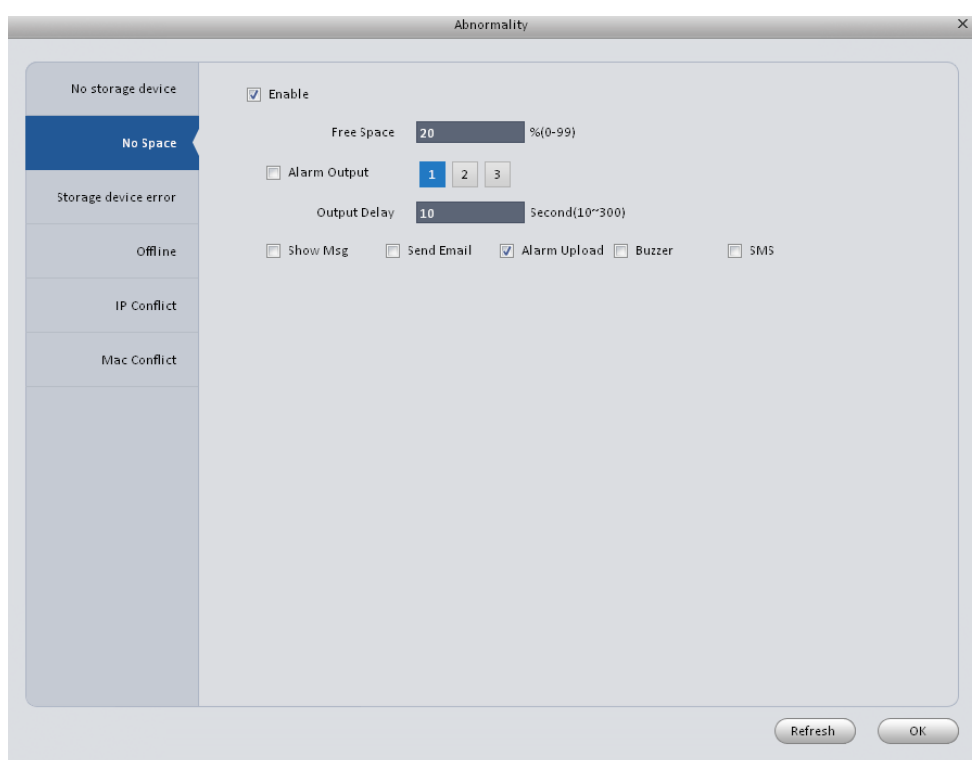 Abnormality
No storage device
No Space
Storage device error
Offline
IP Conflict
Mac Conflict
Enable
Free Space 20 %(0-99)
Alarm Output 1 2 3
Output Delay 10 Second(10~300)
Show Msg Send Email Alarm Upload Buzzer SMS
Refresh OK